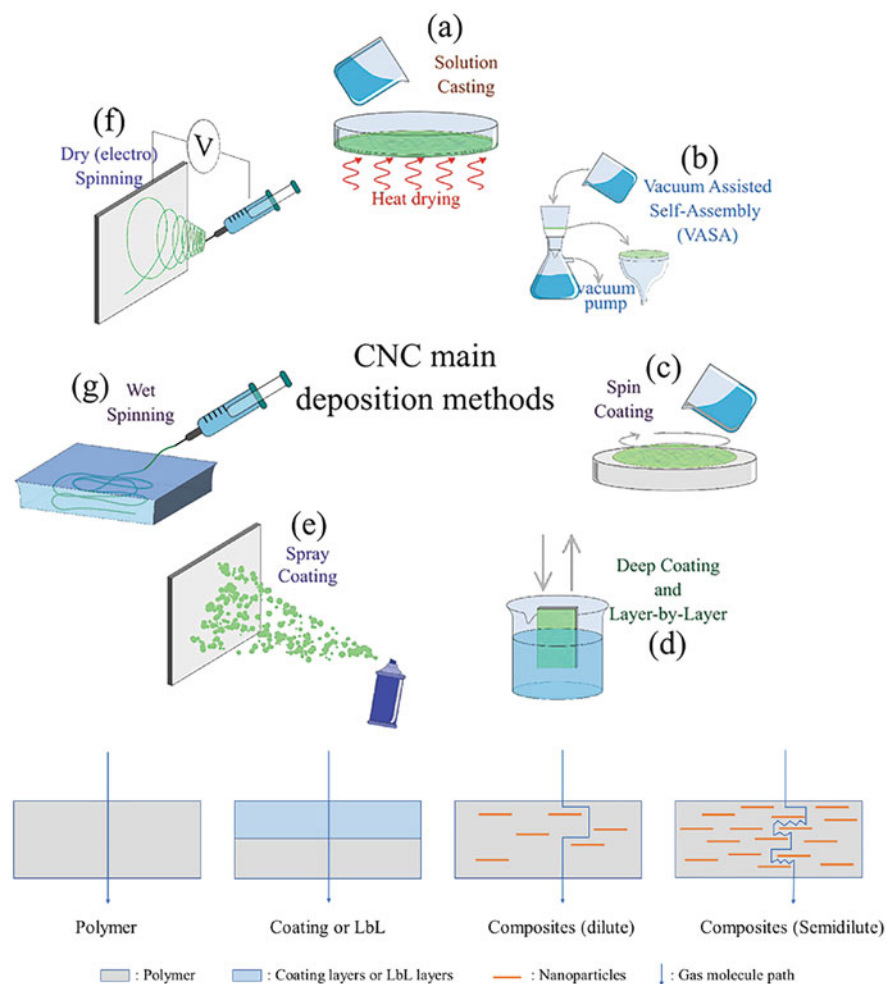 (a)
Solution
Casting
Heat drying
(f)
Dry (electro)
Spinning
V
(b)
Vacuum Assisted
Self-Assembly
(VASA)
vacuum
pump
CNC main
deposition methods
(g)
Wet
Spinning
(c)
Spin
Coating
(e)
Spray
Coating
Deep Coating
and
Layer-by-Layer
(d)
Polymer
Coating or LbL
Composites (dilute)
Composites (Semidilute)
: Polymer
: Coating layers or LbL layers
: Nanoparticles
: Gas molecule path